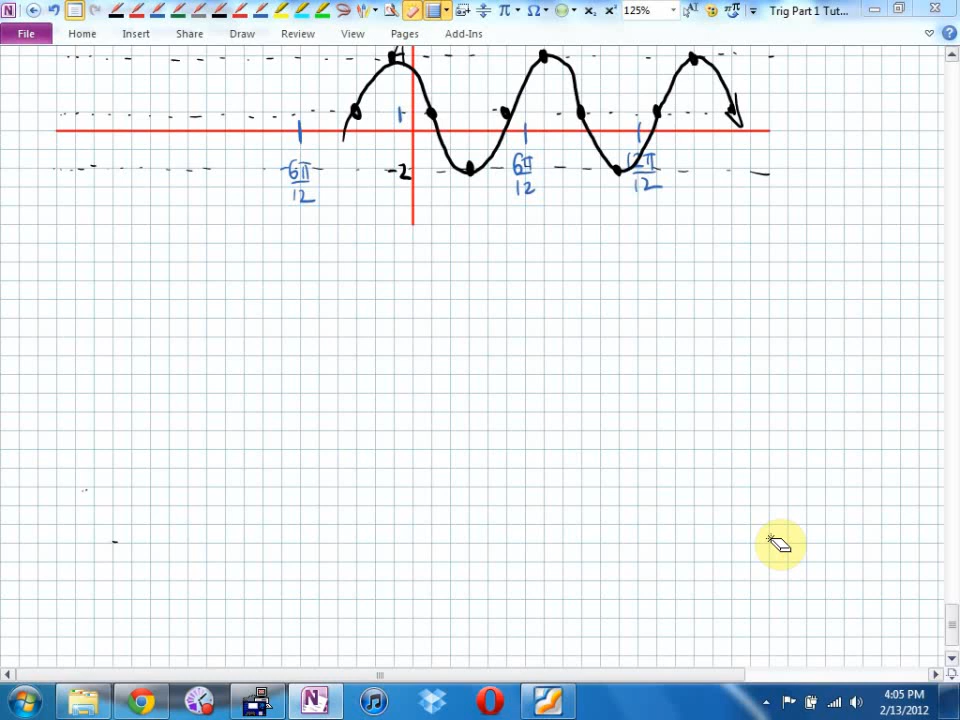 125%
Trig Part 1 Tut...
File Home Insert Share Draw Review View Pages Add-Ins
4
1
6π/12
-2
6π/12
12π/12
4:05 PM
2/13/2012